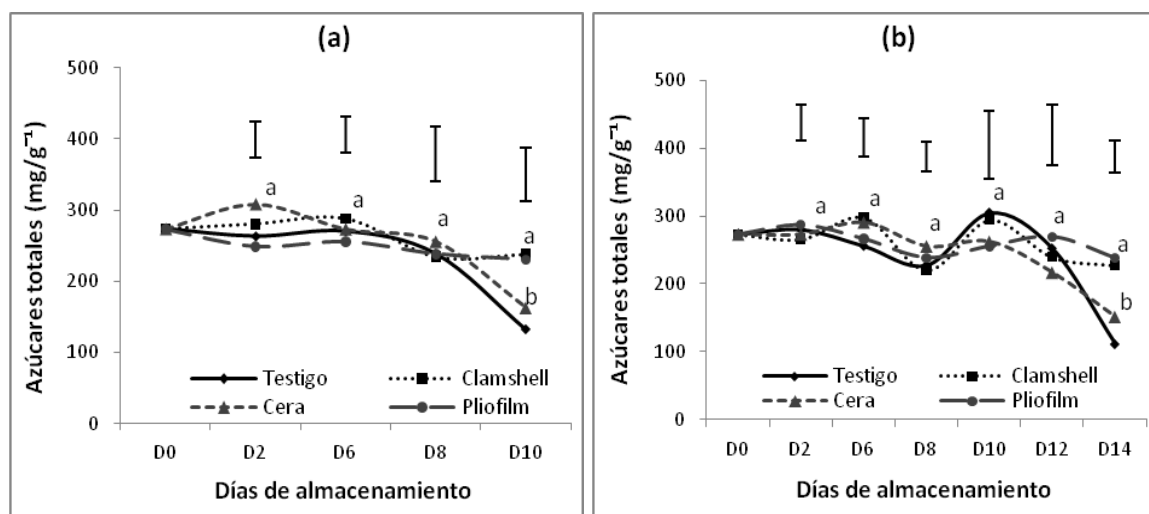 (a)
500
400
300
200
100
0
Azúcares totales (mg/g⁻¹)
a
a
a
a
b
Testigo
Clamshell
Cera
Pliofilm
D0 D2 D6 D8 D10
Días de almacenamiento
(b)
500
400
300
200
100
0
Azúcares totales (mg/g⁻¹)
a
a
a
a
a
a
b
Testigo
Clamshell
Cera
Pliofilm
D0 D2 D6 D8 D10 D12 D14
Días de almacenamiento